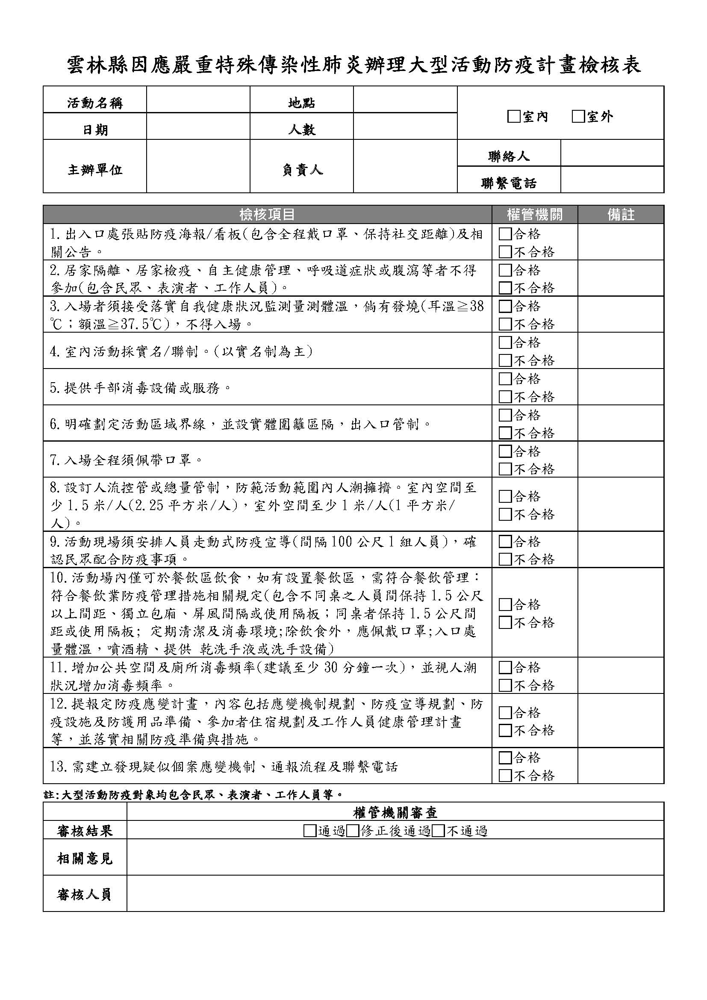 雲林縣因應嚴重特殊傳染性肺炎辦理大型活動防疫計畫檢核表
活動名稱 地點 □室內 □室外
日期 人數
主辦單位 負責人 聯絡人
聯繫電話
檢核項目 權管機關 備註
1.出入口處張貼防疫海報/看板(包含全程戴口罩、保持社交距離)及相 □合格
關公告。 □不合格
2.居家隔離、居家檢疫、自主健康管理、呼吸道症狀或腹瀉等者不得 □合格
參加(包含民眾、表演者、工作人員)。 □不合格
3.入場者須接受落實自我健康狀況監測量測體溫，倘有發燒(耳溫≧38 □合格
℃；額溫≧37.5℃)，不得入場。 □不合格
4.室內活動採實名/聯制。(以實名制為主)
□合格
□不合格
5.提供手部消毒設備或服務。
□合格
□不合格
6.明確劃定活動區域界線，並設實體圍籬區隔，出入口管制。
□合格
□不合格
7.入場全程須佩帶口罩。
□合格
□不合格
8.設訂人流控管或總量管制，防範活動範圍內人潮擁擠。室內空間至
少 1.5 米/人(2.25 平方米/人)，室外空間至少 1 米/人(1 平方米/
人)。
□合格
□不合格
9.活動現場須安排人員走動式防疫宣導(間隔 100 公尺 1 組人員)，確 □合格
認民眾配合防疫事項。 □不合格
10.活動場內僅可於餐飲區飲食，如有設置餐飲區，需符合餐飲管理：
符合餐飲業防疫管理措施相關規定(包含不同桌之人員間保持 1.5 公尺
以上間距、獨立包廂、屏風間隔或使用隔板；同桌者保持 1.5 公尺間
距或使用隔板; 定期清潔及消毒環境;除飲食外，應佩戴口罩;入口處
量體溫，噴酒精、提供 乾洗手液或洗手設備)
□合格
□不合格
11.增加公共空間及廁所消毒頻率(建議至少 30 分鐘一次)，並視人潮 □合格
狀況增加消毒頻率。 □不合格
12.提報定防疫應變計畫，內容包括應變機制規劃、防疫宣導規劃、防
疫設施及防護用品準備、參加者住宿規劃及工作人員健康管理計畫
等，並落實相關防疫準備與措施。
□合格
□不合格
13.需建立發現疑似個案應變機制、通報流程及聯繫電話
□合格
□不合格
註:大型活動防疫對象均包含民眾、表演者、工作人員等。
權管機關審查
審核結果 □通過□修正後通過□不通過
相關意見
審核人員